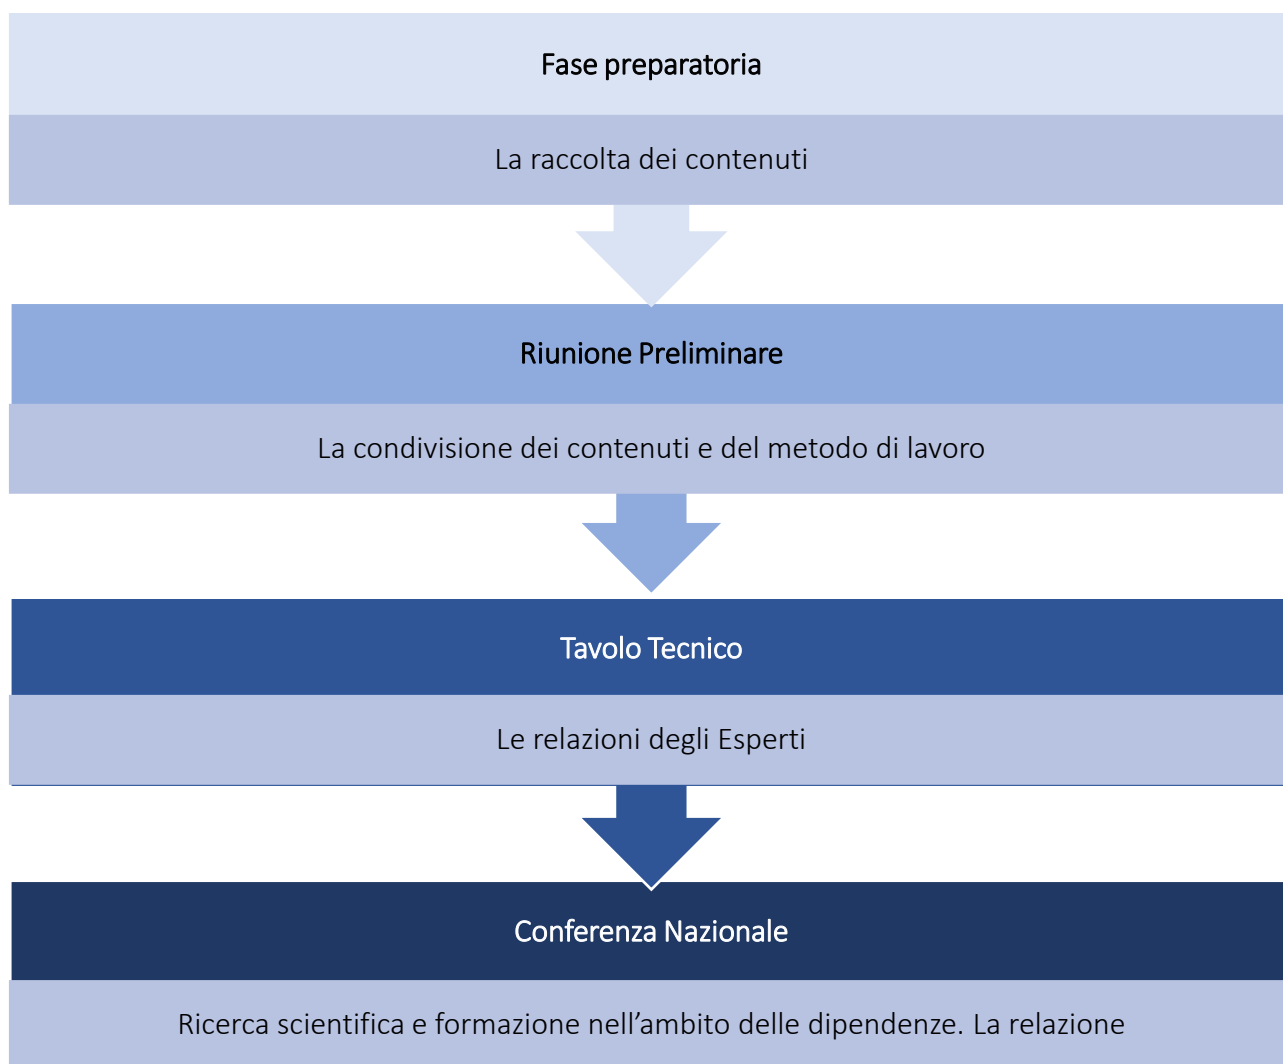 Fase preparatoria
La raccolta dei contenuti
Riunione Preliminare
La condivisione dei contenuti e del metodo di lavoro
Tavolo Tecnico
Le relazioni degli Esperti
Conferenza Nazionale
Ricerca scientifica e formazione nell’ambito delle dipendenze. La relazione